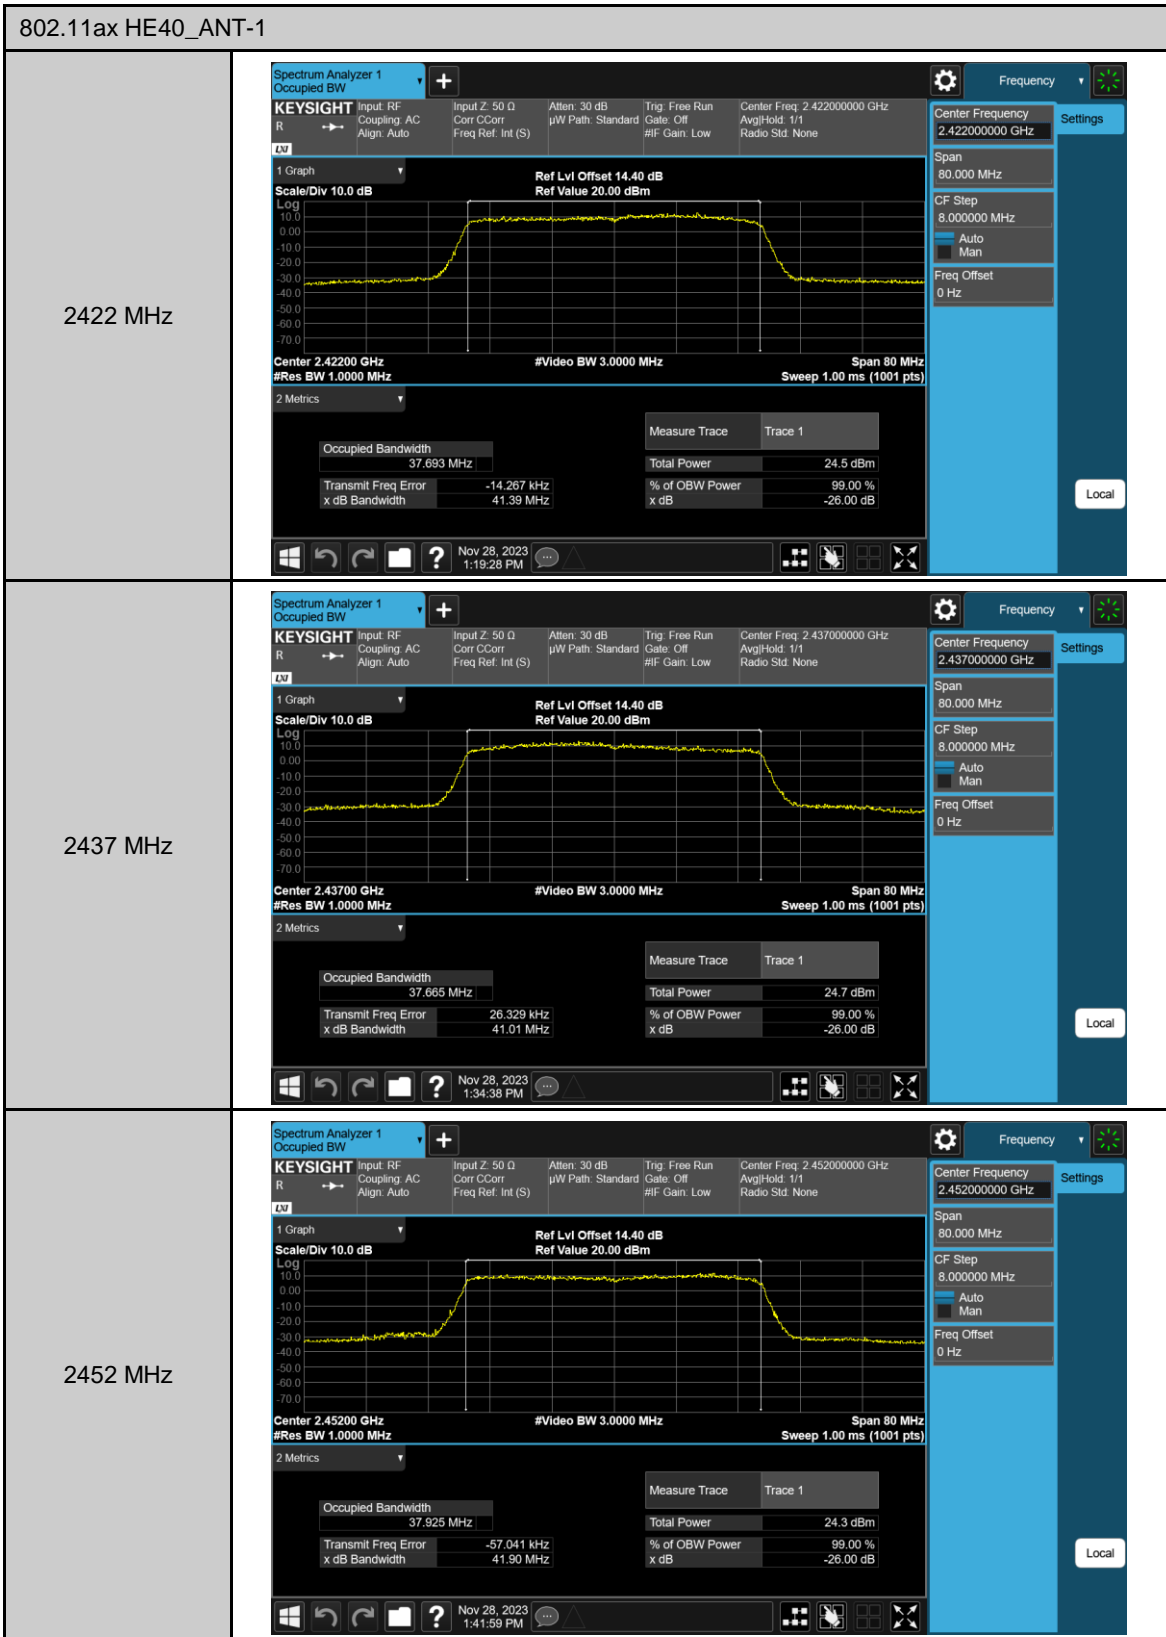 802.11ax HE40_ANT-1
2422 MHz
Spectrum Analyzer 1
Occupied BW
Frequency
KEYSIGHT
R
LXI
Input: RF
Coupling: AC
Align: Auto
Input Z: 50 Ω
Corr CCorr
Freq Ref: Int (S)
Atten: 30 dB
µW Path: Standard
Trig: Free Run
Gate: Off
#IF Gain: Low
Center Freq: 2.422000000 GHz
Avg|Hold: 1/1
Radio Std: None
Center Frequency
2.422000000 GHz
Settings
Span
80.000 MHz
CF Step
8.000000 MHz
Auto
Man
Freq Offset
0 Hz
Local
1 Graph
Scale/Div 10.0 dB
Ref Lvl Offset 14.40 dB
Ref Value 20.00 dBm
Log
10.0
0.00
-10.0
-20.0
-30.0
-40.0
-50.0
-60.0
-70.0
Center 2.42200 GHz
#Video BW 3.0000 MHz
Span 80 MHz
#Res BW 1.0000 MHz
Sweep 1.00 ms (1001 pts)
2 Metrics
Measure Trace Trace 1
Occupied Bandwidth
37.693 MHz
Total Power 24.5 dBm
Transmit Freq Error -14.267 kHz
% of OBW Power 99.00 %
x dB Bandwidth 41.39 MHz
x dB -26.00 dB
?
Nov 28, 2023
1:19:28 PM
2437 MHz
Spectrum Analyzer 1
Occupied BW
Frequency
KEYSIGHT
R
LXI
Input: RF
Coupling: AC
Align: Auto
Input Z: 50 Ω
Corr CCorr
Freq Ref: Int (S)
Atten: 30 dB
µW Path: Standard
Trig: Free Run
Gate: Off
#IF Gain: Low
Center Freq: 2.437000000 GHz
Avg|Hold: 1/1
Radio Std: None
Center Frequency
2.437000000 GHz
Settings
Span
80.000 MHz
CF Step
8.000000 MHz
Auto
Man
Freq Offset
0 Hz
Local
1 Graph
Scale/Div 10.0 dB
Ref Lvl Offset 14.40 dB
Ref Value 20.00 dBm
Log
10.0
0.00
-10.0
-20.0
-30.0
-40.0
-50.0
-60.0
-70.0
Center 2.43700 GHz
#Video BW 3.0000 MHz
Span 80 MHz
#Res BW 1.0000 MHz
Sweep 1.00 ms (1001 pts)
2 Metrics
Measure Trace Trace 1
Occupied Bandwidth
37.665 MHz
Total Power 24.7 dBm
Transmit Freq Error 26.329 kHz
% of OBW Power 99.00 %
x dB Bandwidth 41.01 MHz
x dB -26.00 dB
?
Nov 28, 2023
1:34:38 PM
2452 MHz
Spectrum Analyzer 1
Occupied BW
Frequency
KEYSIGHT
R
LXI
Input: RF
Coupling: AC
Align: Auto
Input Z: 50 Ω
Corr CCorr
Freq Ref: Int (S)
Atten: 30 dB
µW Path: Standard
Trig: Free Run
Gate: Off
#IF Gain: Low
Center Freq: 2.452000000 GHz
Avg|Hold: 1/1
Radio Std: None
Center Frequency
2.452000000 GHz
Settings
Span
80.000 MHz
CF Step
8.000000 MHz
Auto
Man
Freq Offset
0 Hz
Local
1 Graph
Scale/Div 10.0 dB
Ref Lvl Offset 14.40 dB
Ref Value 20.00 dBm
Log
10.0
0.00
-10.0
-20.0
-30.0
-40.0
-50.0
-60.0
-70.0
Center 2.45200 GHz
#Video BW 3.0000 MHz
Span 80 MHz
#Res BW 1.0000 MHz
Sweep 1.00 ms (1001 pts)
2 Metrics
Measure Trace Trace 1
Occupied Bandwidth
37.925 MHz
Total Power 24.3 dBm
Transmit Freq Error -57.041 kHz
% of OBW Power 99.00 %
x dB Bandwidth 41.90 MHz
x dB -26.00 dB
?
Nov 28, 2023
1:41:59 PM